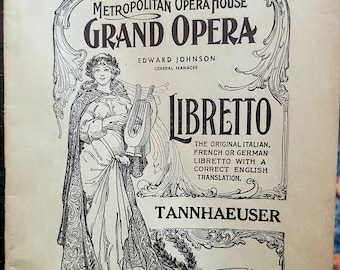 METROPOLITAN OPERA HOUSE
GRAND OPERA
EDWARD JOHNSON
GENERAL MANAGER
LIBRETTO
THE ORIGINAL ITALIAN,
FRENCH OR GERMAN
LIBRETTO WITH A
CORRECT ENGLISH
TRANSLATION.
TANNHAEUSER